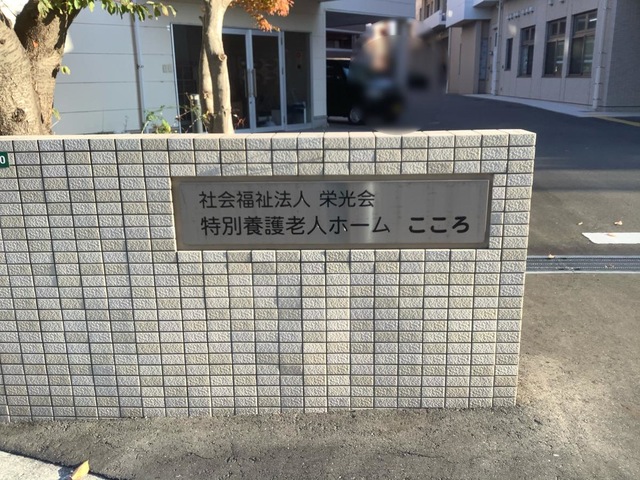 社会福祉法人 栄光会
特別養護老人ホーム こころ
0